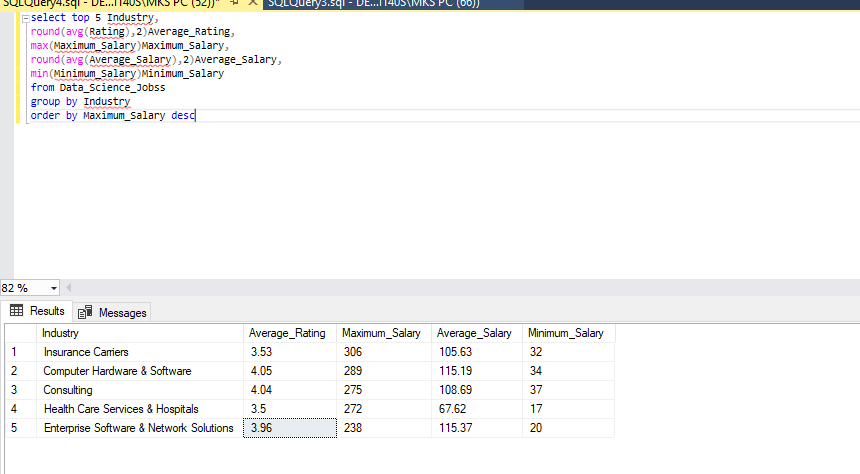 SQLQuery4.sql - DE...I140S\MKS PC (52))* SQLQuery3.sql - DE...I140S\MKS PC (66))
select top 5 Industry,
round(avg(Rating),2)Average_Rating,
max(Maximum_Salary)Maximum_Salary,
round(avg(Average_Salary),2)Average_Salary,
min(Minimum_Salary)Minimum_Salary
from Data_Science_Jobss
group by Industry
order by Maximum_Salary desc
82 %
Results Messages
Industry Average_Rating Maximum_Salary Average_Salary Minimum_Salary
1 Insurance Carriers 3.53 306 105.63 32
2 Computer Hardware & Software 4.05 289 115.19 34
3 Consulting 4.04 275 108.69 37
4 Health Care Services & Hospitals 3.5 272 67.62 17
5 Enterprise Software & Network Solutions 3.96 238 115.37 20